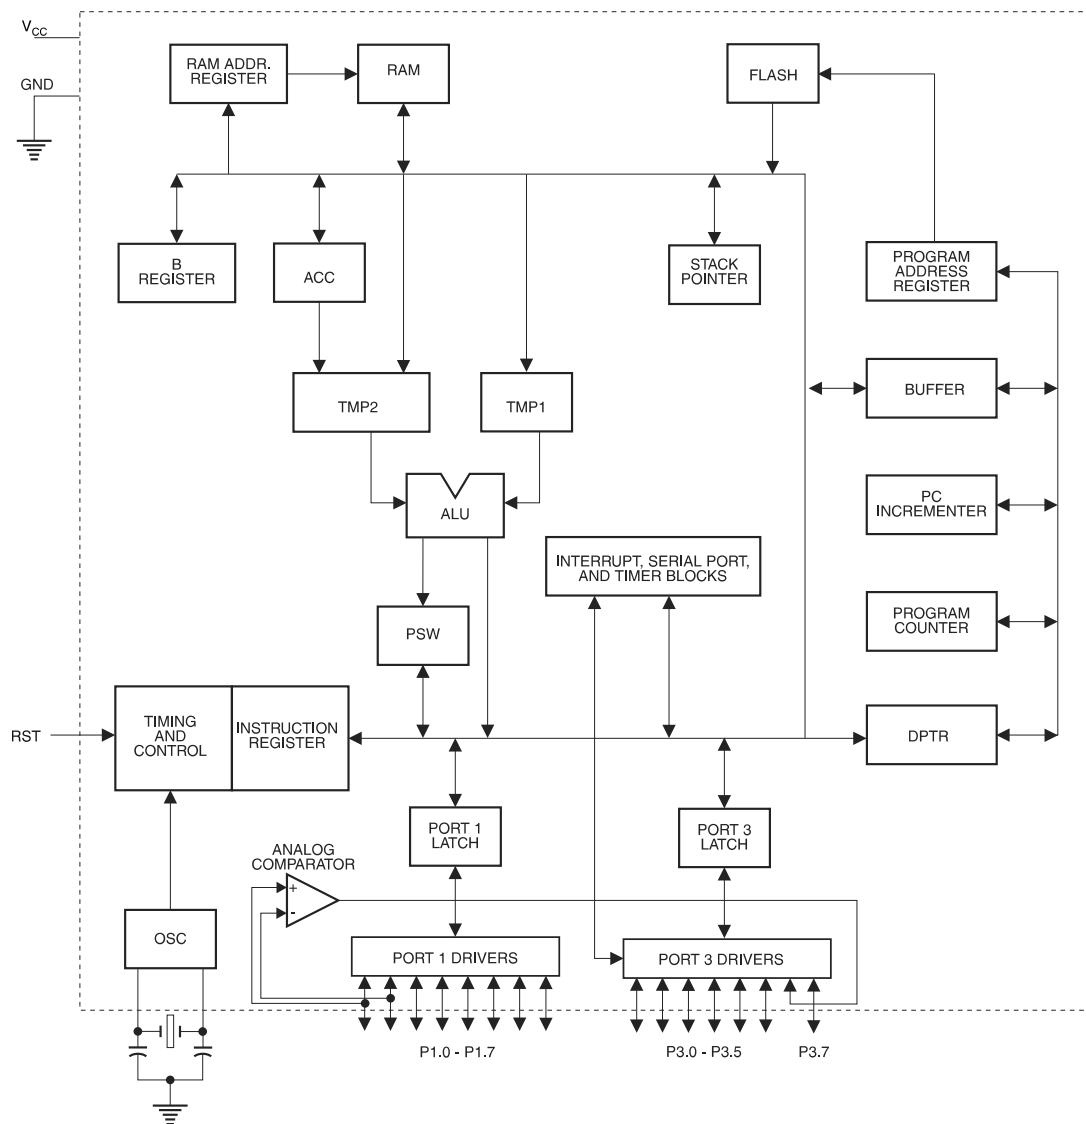 VCC
GND
RAM ADDR.
REGISTER
RAM
FLASH
B
REGISTER
ACC
STACK
POINTER
PROGRAM
ADDRESS
REGISTER
TMP2
TMP1
BUFFER
ALU
PC
INCREMENTER
INTERRUPT, SERIAL PORT,
AND TIMER BLOCKS
PSW
PROGRAM
COUNTER
RST
TIMING
AND
CONTROL
INSTRUCTION
REGISTER
DPTR
PORT 1
LATCH
PORT 3
LATCH
ANALOG
COMPARATOR
+
-
OSC
PORT 1 DRIVERS
PORT 3 DRIVERS
P1.0 - P1.7
P3.0 - P3.5
P3.7